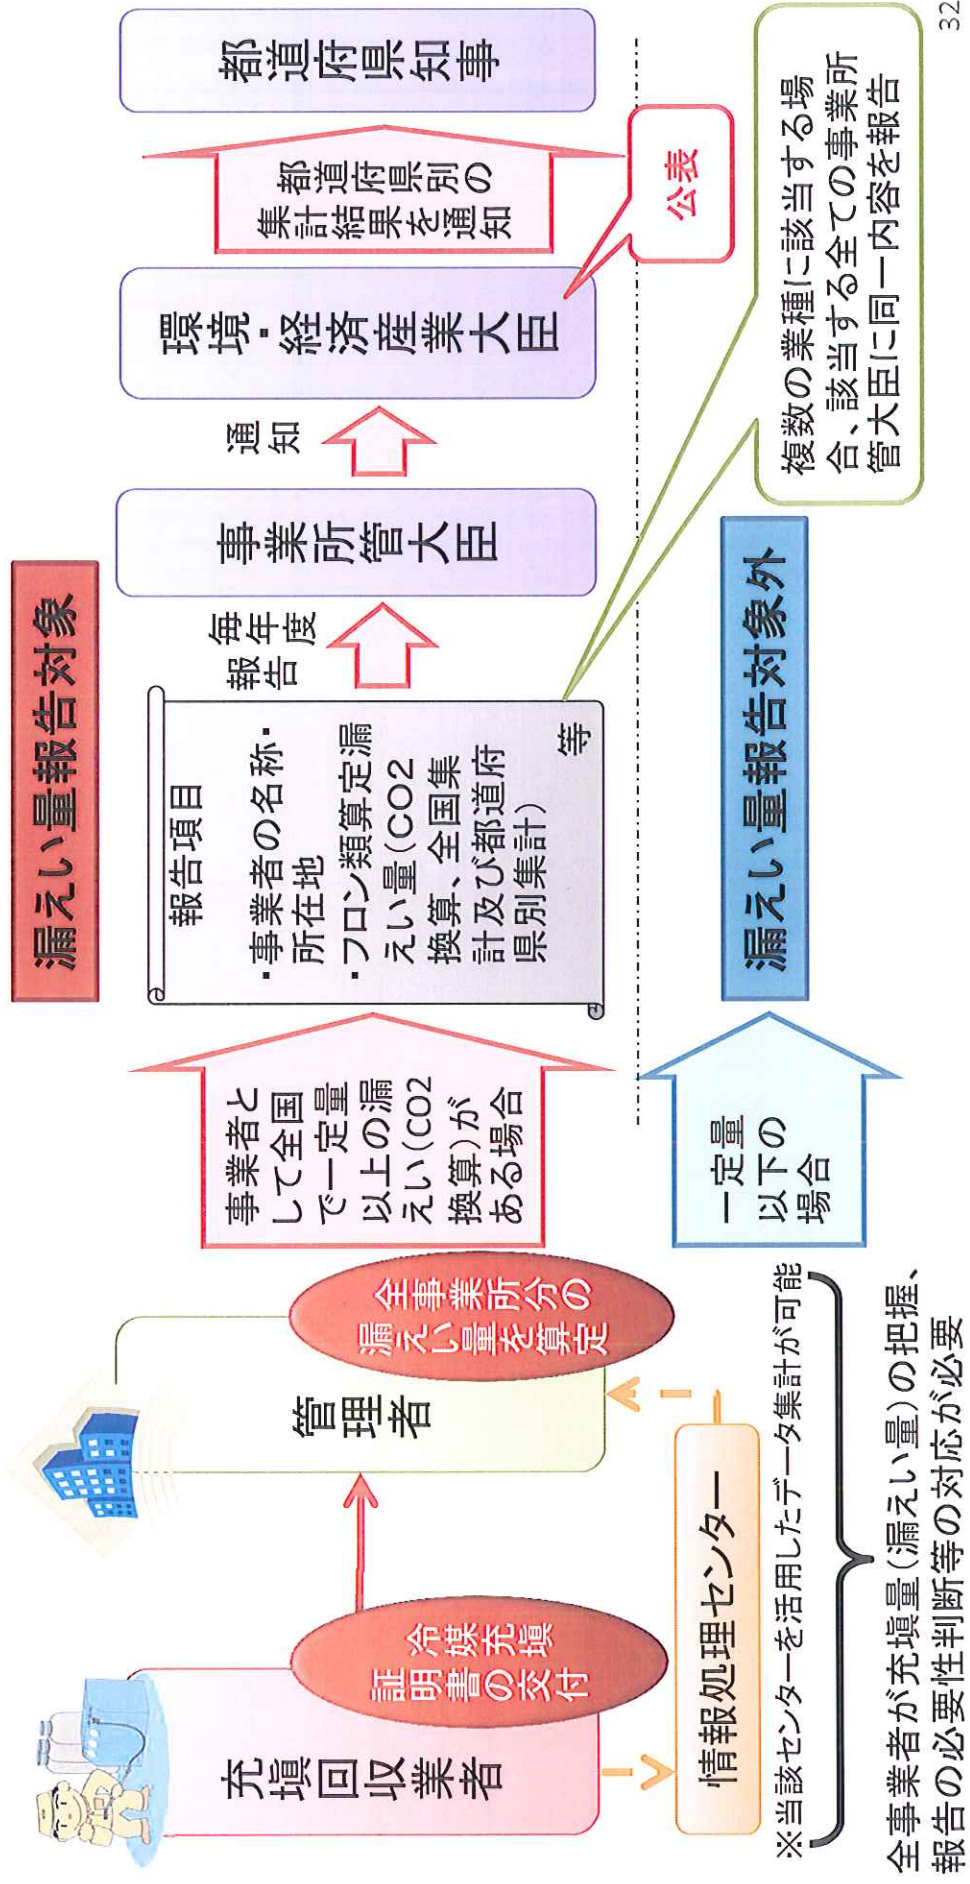 漏えい量報告対象
充塡回収業者
冷媒充塡
証明書の交付
管理者
全事業所分の
漏えい量を算定
情報処理センター
※当該センターを活用したデータ集計が可能
全事業者が充塡量(漏えい量)の把握、
報告の必要性判断等の対応が必要
事業者と
して全国
で一定量
以上の漏
えい(CO2
換算)が
ある場合
報告項目
・事業者の名称・
所在地
・フロン類算定漏
えい量(CO2
換算、全国集
計及び都道府
県別集計)
等
毎年度
報告
事業所管大臣
通知
環境・経済産業大臣
都道府県別の
集計結果を通知
都道府県知事
公表
一定量
以下の
場合
漏えい量報告対象外
複数の業種に該当する場
合、該当する全ての事業所
管大臣に同一内容を報告
32